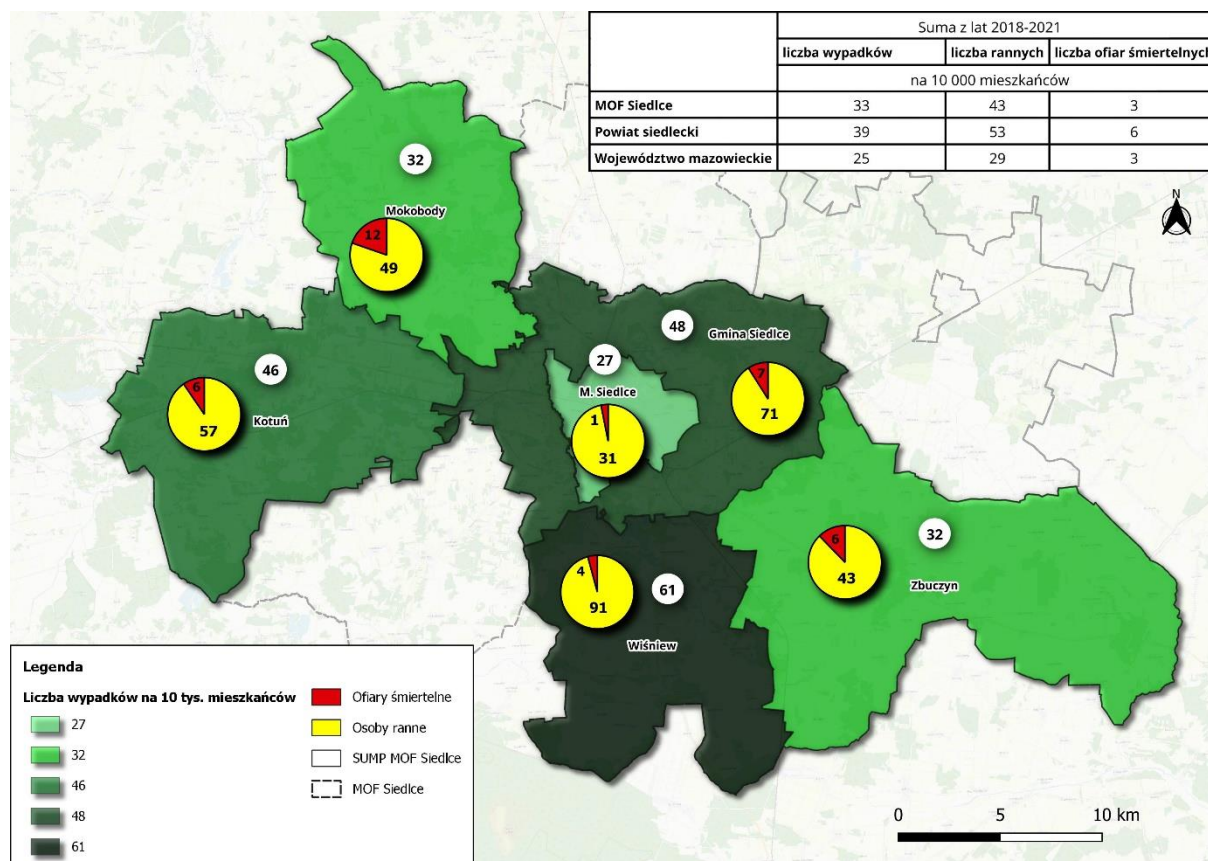 Suma z lat 2018-2021
liczba wypadków liczba rannych liczba ofiar śmiertelnych
na 10 000 mieszkańców
MOF Siedlce 33 43 3
Powiat siedlecki 39 53 6
Województwo mazowieckie 25 29 3
N
32
Mokobody
12
49
48
Gmina Siedlce
27
M. Siedlce
46
6
57
Kotuń
7
71
1
31
32
6
43
Zbuczyn
4
91
61
Wiśniew
Legenda
Liczba wypadków na 10 tys. mieszkańców
27
32
46
48
61
Ofiary śmiertelne
Osoby ranne
SUMP MOF Siedlce
MOF Siedlce
0 5 10 km